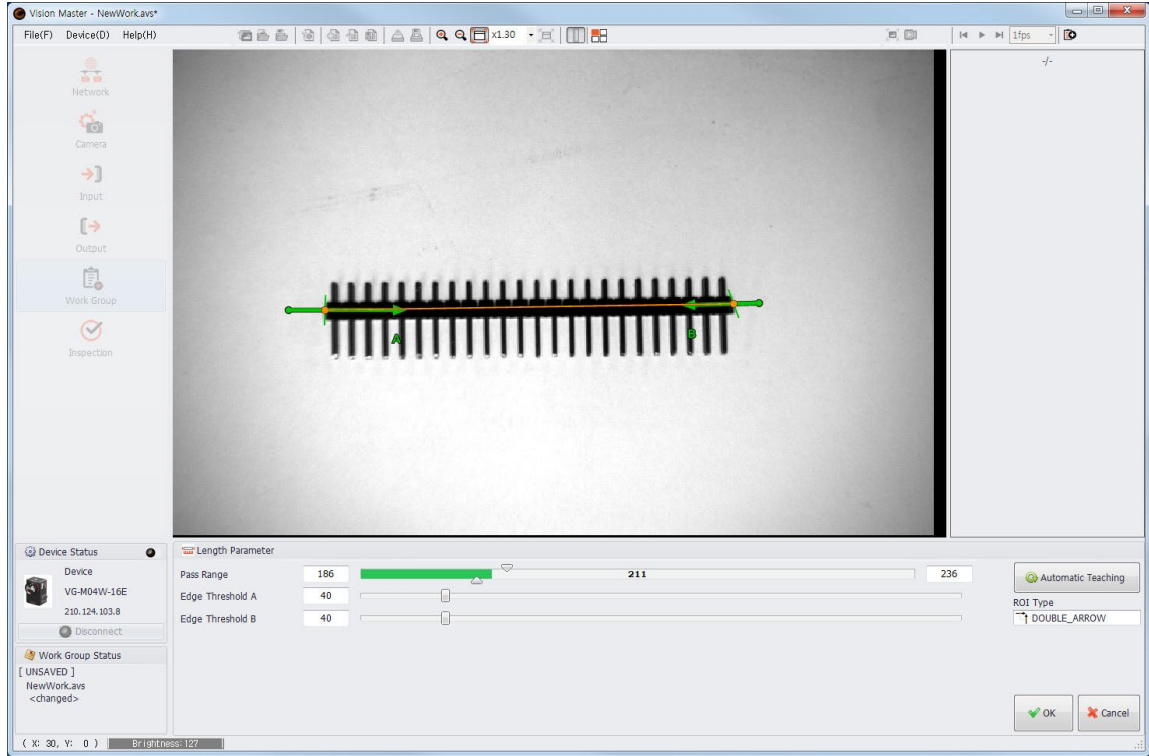 Vision Master - NewWork.avs*
File(F) Device(D) Help(H)
x1.30
1fps
-/-
Network
Camera
Input
Output
Work Group
Inspection
A
B
Device Status
Device
VG-M04W-16E
210.124.103.8
Disconnect
Work Group Status
[ UNSAVED ]
NewWork.avs
<changed>
Length Parameter
Pass Range 186 211 236
Edge Threshold A 40
Edge Threshold B 40
Automatic Teaching
ROI Type
DOUBLE_ARROW
OK Cancel
( X: 30, Y: 0 ) Brightness:127